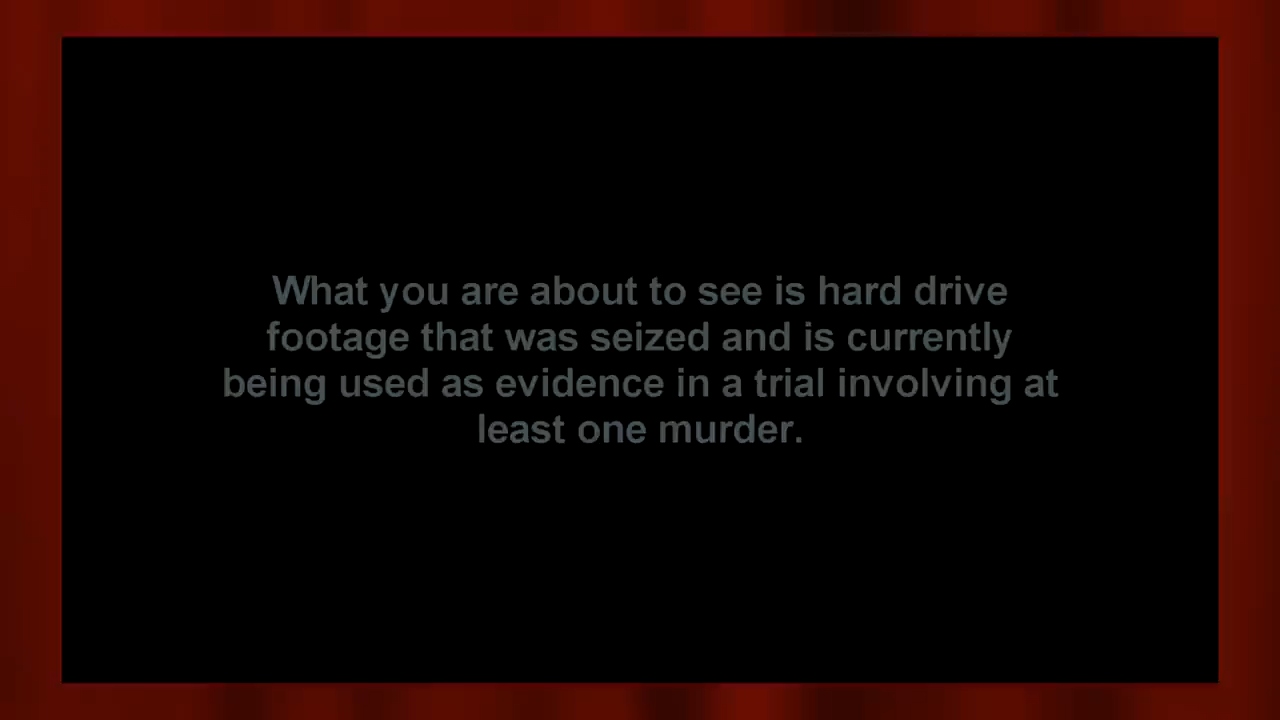 What you are about to see is hard drive
footage that was seized and is currently
being used as evidence in a trial involving at
least one murder.